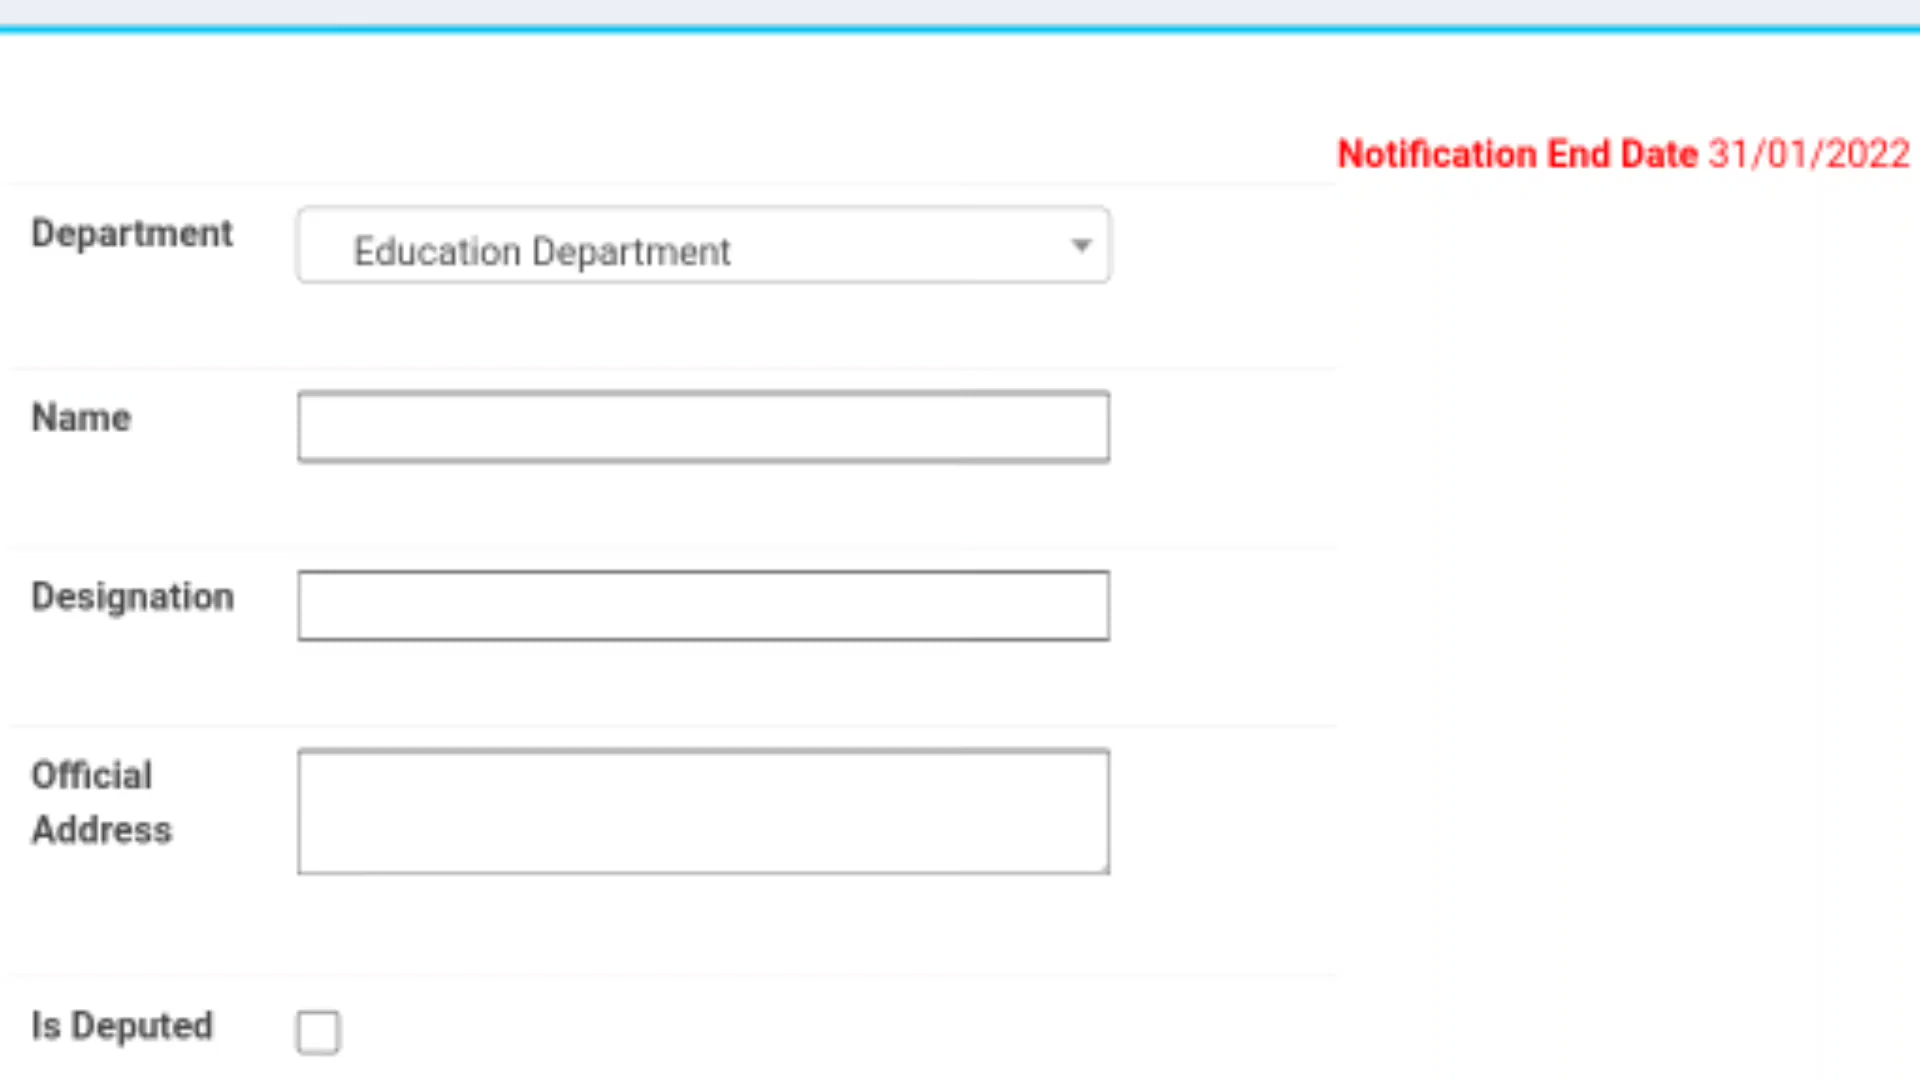 Notification End Date 31/01/2022
Department
Education Department
Name
Designation
Official
Address
Is Deputed